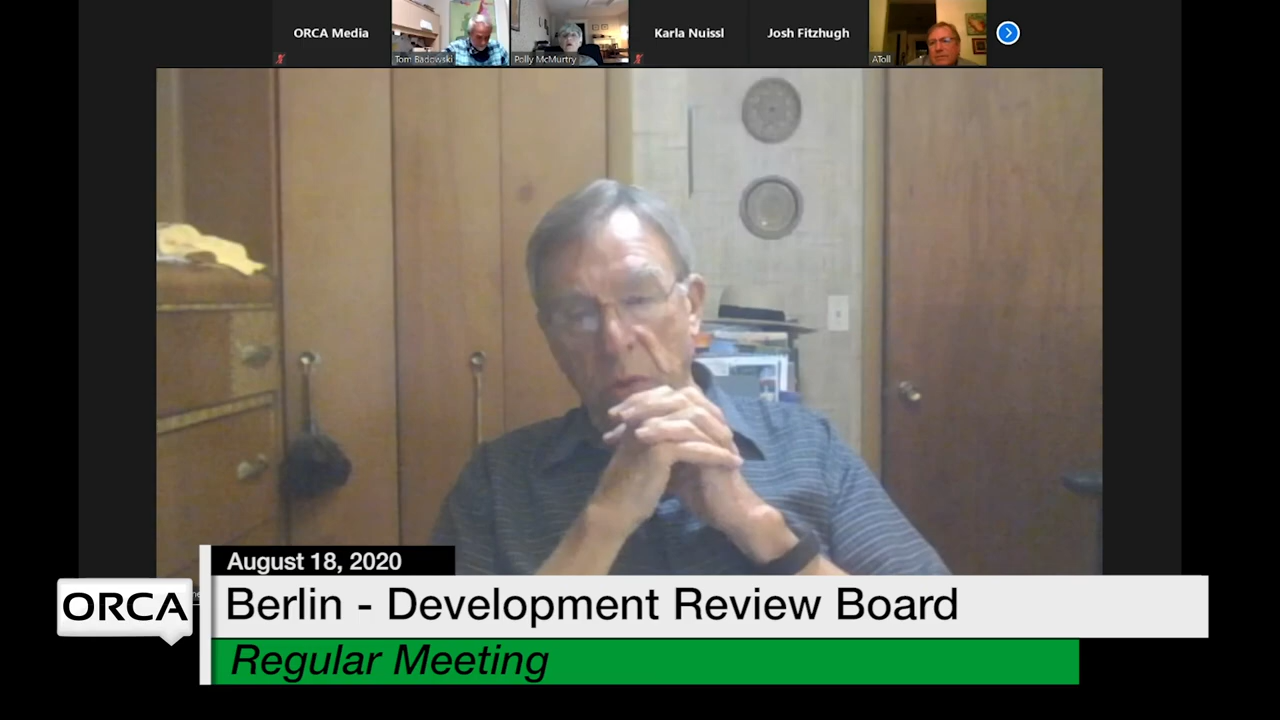 ORCA Media
Tom Badowski
Polly McMurtry
Karla Nuissl
Josh Fitzhugh
AToll
August 18, 2020
ORCA
Berlin - Development Review Board
Regular Meeting